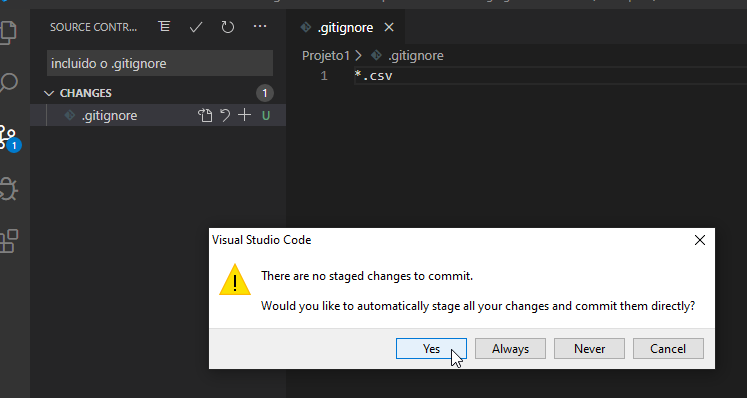 SOURCE CONTR...
incluido o .gitignore
CHANGES
1
.gitignore
U
1
.gitignore
Projeto1 > .gitignore
1 *.csv
Visual Studio Code
There are no staged changes to commit.
Would you like to automatically stage all your changes and commit them directly?
Yes
Always
Never
Cancel